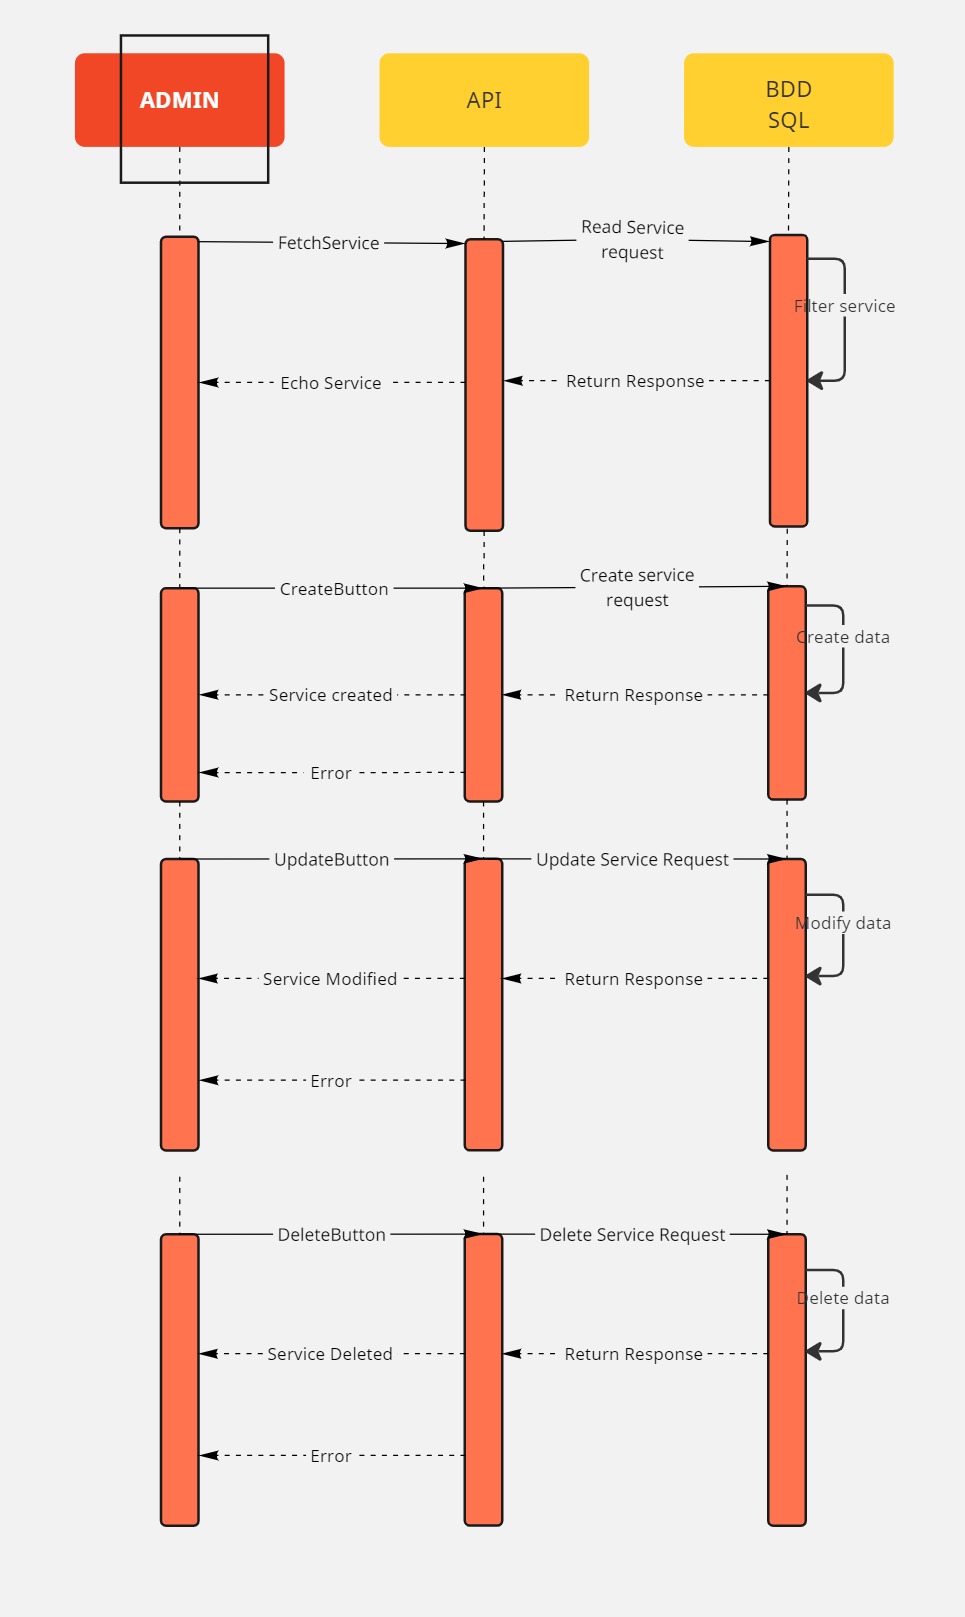 ADMIN
API
BDD
SQL
FetchService
Read Service
request
Filter service
Echo Service
Return Response
CreateButton
Create service
request
Create data
Service created
Return Response
Error
UpdateButton
Update Service Request
Modify data
Service Modified
Return Response
Error
DeleteButton
Delete Service Request
Delete data
Service Deleted
Return Response
Error